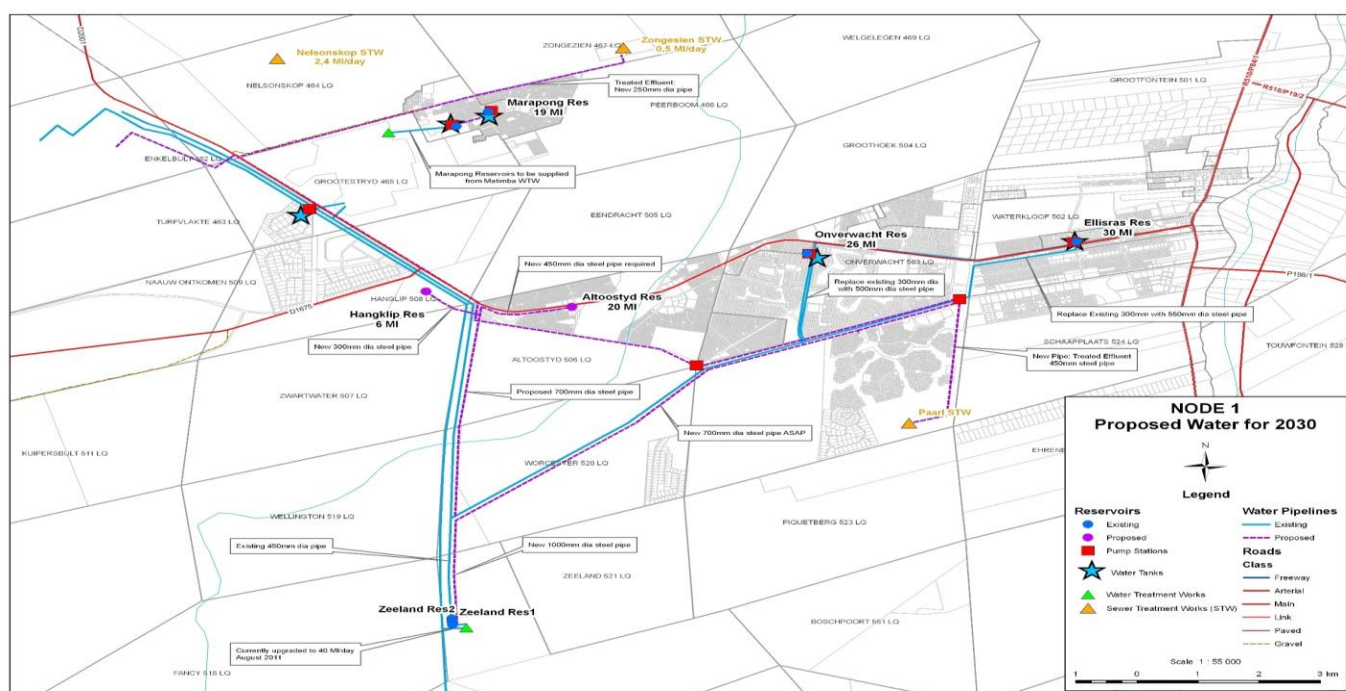 D2001
Nelsonskop STW
2,4 Ml/day
NELSONSKOP 464 LQ
ZONGEZIEN 467 LQ
Zongesien STW
0,5 Ml/day
WELGELEGEN 469 LQ
GROOTFONTEIN 501 LQ
R510/P84/1
R518/P19/2
Treated Effluent:
New 250mm dia pipe
PEERBOOM 466 LQ
Marapong Res
19 Ml
GROOTHOEK 504 LQ
ENKELBULT 462 LQ
GROOTESTRYD 465 LQ
Marapong Reservoirs to be supplied
from Matimba WTW
TURFVLAKTE 463 LQ
EENDRACHT 505 LQ
WATERKLOOF 502 LQ
Ellisras Res
30 Ml
Onverwacht Res
26 Ml
ONVERWACHT 503 LQ
NAAUW ONTKOMEN 509 LQ
New 450mm dia steel pipe required
Replace existing 300mm dia
with 500mm dia steel pipe
P198/1
D1675
HANGLIP 508 LQ
Hangklip Res
6 Ml
Altoostyd Res
20 Ml
Replace Existing 300mm with 550mm dia steel pipe
New 300mm dia steel pipe
ALTOOSTYD 506 LQ
SCHAAPPLAATS 524 LQ
TOUWFONTEIN 528
New Pipe: Treated Effluent
450mm steel pipe
ZWARTWATER 507 LQ
Proposed 700mm dia steel pipe
Paarl STW
New 700mm dia steel pipe ASAP
KUIPERSBULT 511 LQ
WORCESTER 520 LQ
EHRENB
WELLINGTON 519 LQ
PIQUETBERG 523 LQ
Existing 450mm dia pipe
New 1000mm dia steel pipe
ZEELAND 521 LQ
Zeeland Res2
Zeeland Res1
BOSCHPOORT 551 LQ
Currently upgraded to 40 Ml/day
August 2011
FANCY 518 LQ
NODE 1
Proposed Water for 2030
N
Legend
Reservoirs
Existing
Proposed
Pump Stations
Water Tanks
Water Treatment Works
Sewer Treatment Works (STW)
Water Pipelines
Existing
Proposed
Roads
Class
Freeway
Arterial
Main
Link
Paved
Gravel
Scale 1 : 55 000
1 0 1 2 3 km